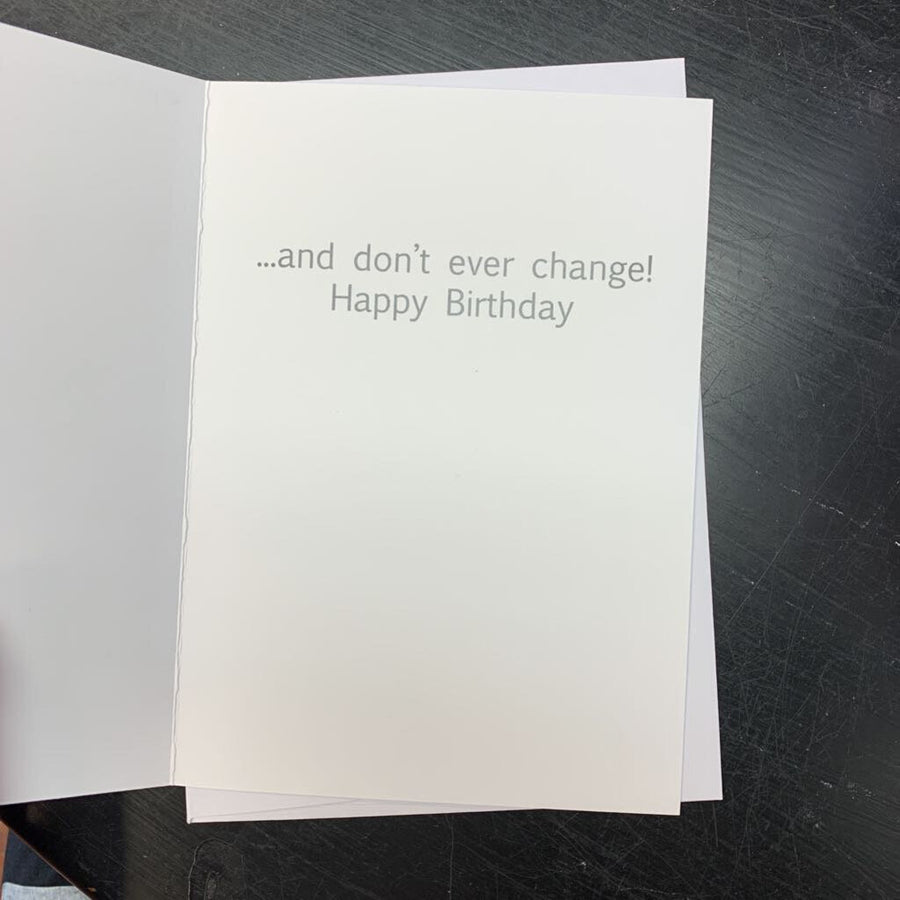 ...and don't ever change!
Happy Birthday